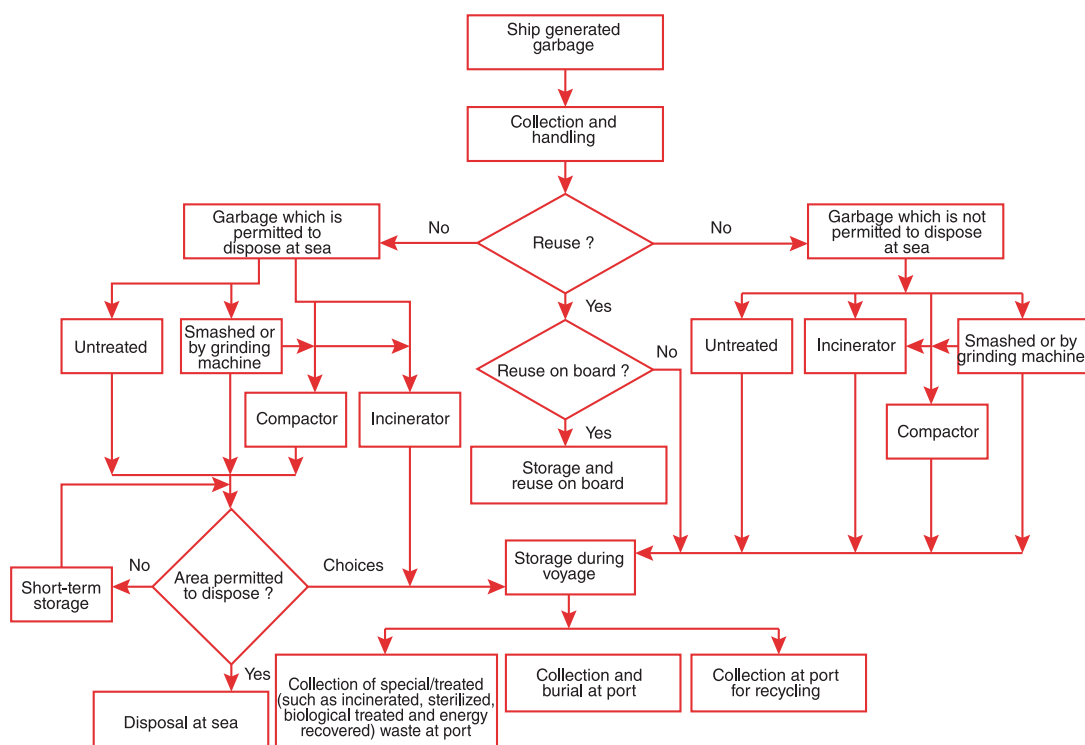 Ship generated
garbage
Collection and
handling
Garbage which is
permitted to
dispose at sea
No
Reuse ?
No
Garbage which is not
permitted to dispose
at sea
Yes
Untreated
Smashed or
by grinding
machine
Reuse on board ?
No
Untreated
Incinerator
Smashed or by
grinding machine
Compactor
Incinerator
Compactor
Yes
Storage and
reuse on board
No
Area permitted
to dispose ?
Choices
Storage during
voyage
Short-term
storage
Yes
Disposal at sea
Collection of special/treated
(such as incinerated, sterilized,
biological treated and energy
recovered) waste at port
Collection and
burial at port
Collection at port
for recycling